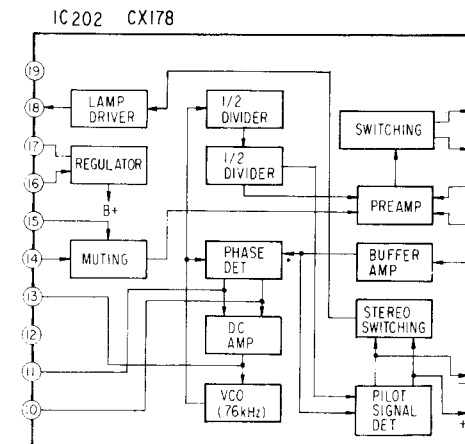 IC202 CX178
19
18
17
16
15
14
13
12
11
10
LAMP
DRIVER
REGULATOR
B+
MUTING
1/2
DIVIDER
1/2
DIVIDER
PHASE
DET
DC
AMP
VCO
(76kHz)
SWITCHING
PREAMP
BUFFER
AMP
STEREO
SWITCHING
PILOT
SIGNAL
DET
+